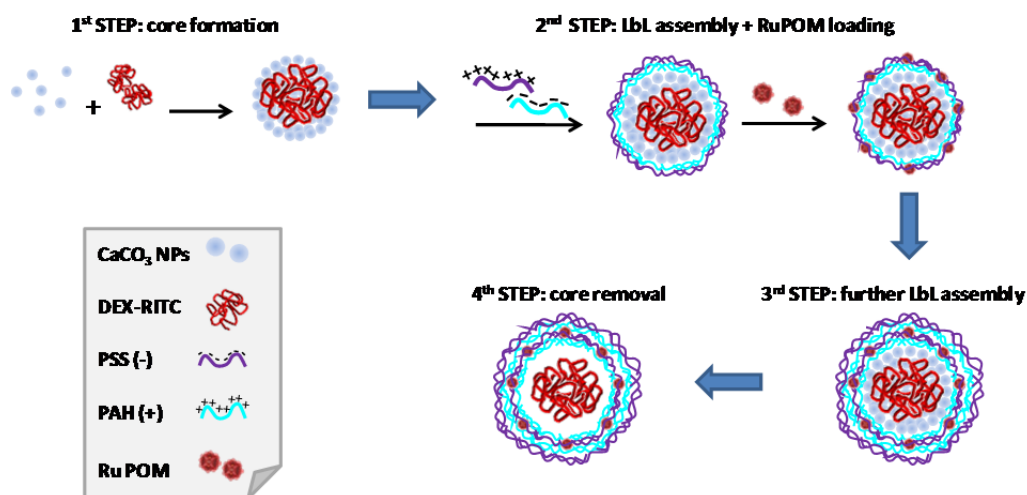 1st STEP: core formation
2nd STEP: LbL assembly + RuPOM loading
+
CaCO3 NPs
DEX-RITC
PSS (-)
PAH (+)
Ru POM
4th STEP: core removal
3rd STEP: further LbL assembly